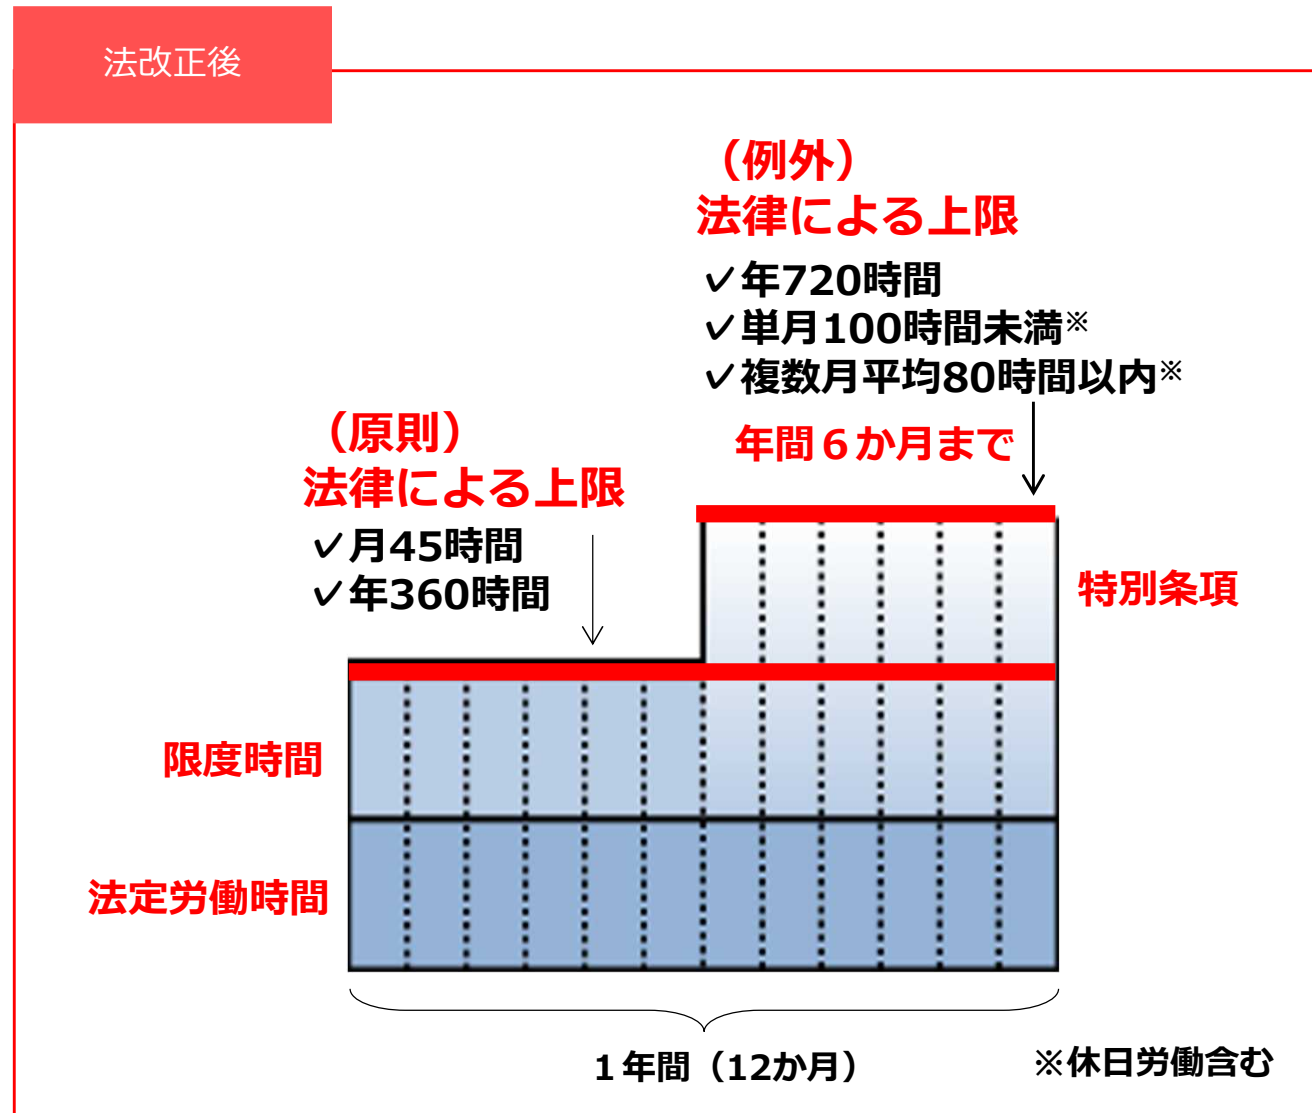 法改正後
（例外）
法律による上限
✓年720時間
✓単月100時間未満※
✓複数月平均80時間以内※
年間６か月まで
（原則）
法律による上限
✓月45時間
✓年360時間
特別条項
限度時間
法定労働時間
１年間（12か月）
※休日労働含む